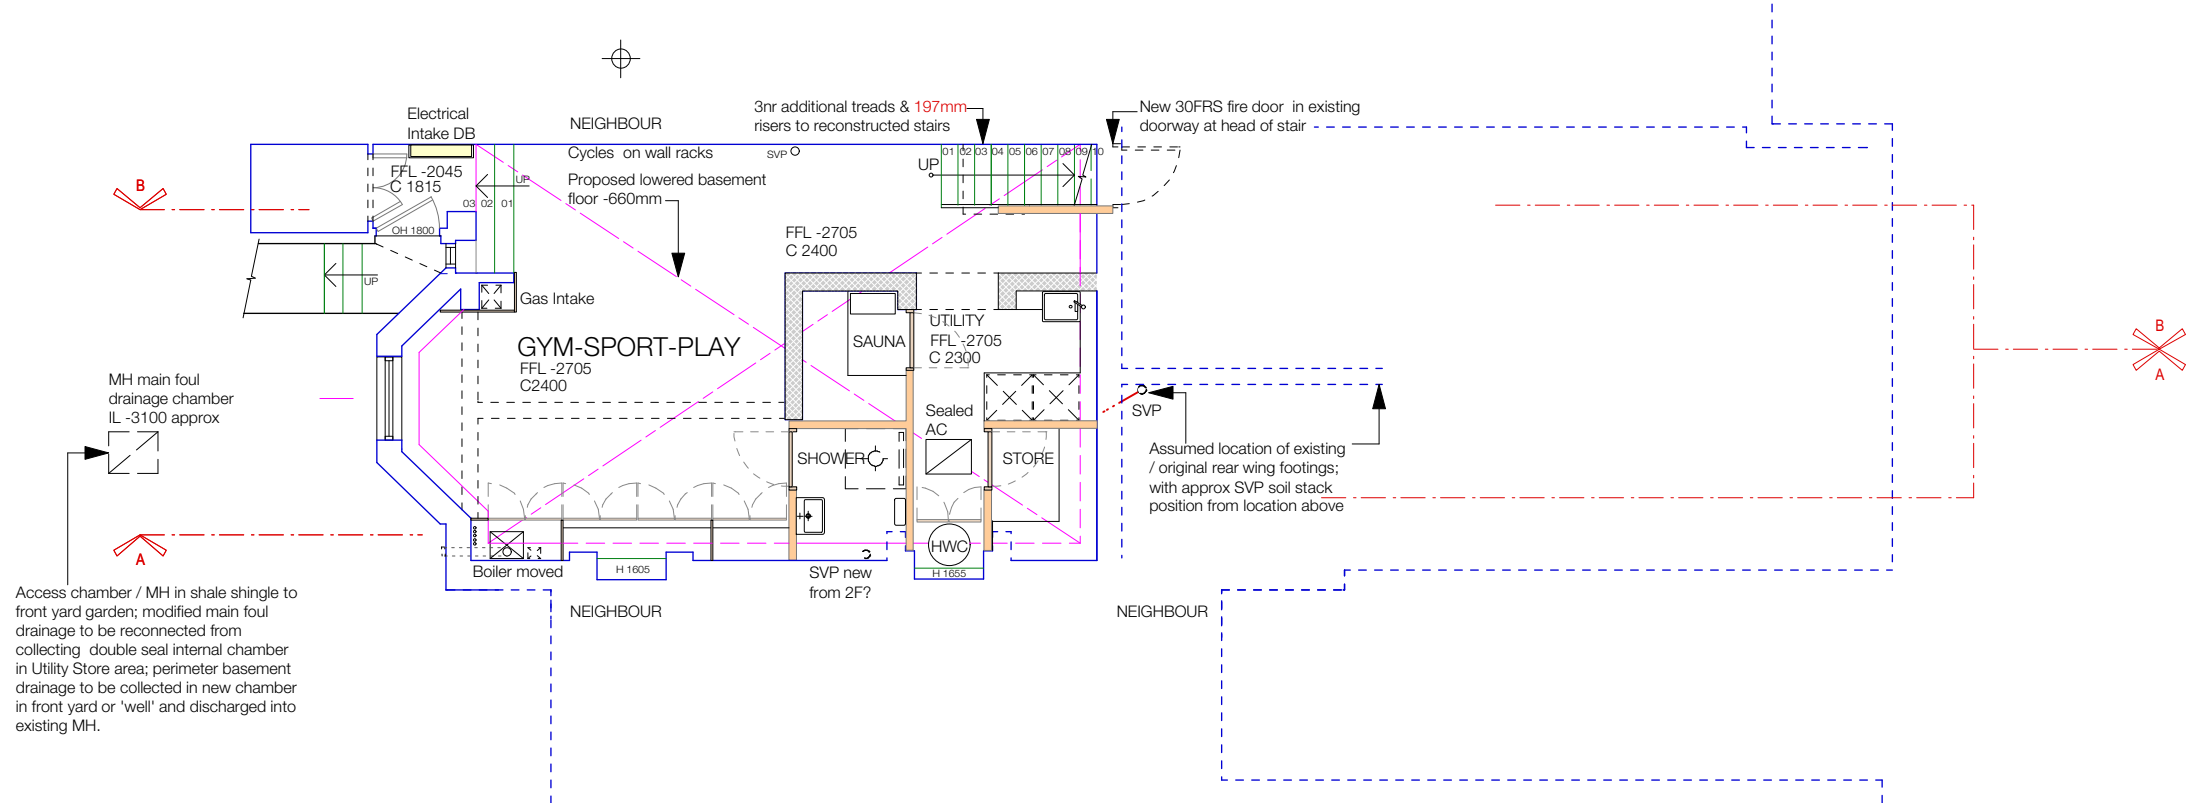 Electrical
Intake DB
NEIGHBOUR
3nr additional treads & 197mm
risers to reconstructed stairs
New 30FRS fire door in existing
doorway at head of stair
Cycles on wall racks
SVP
01 02 03 04 05 06 07 08 09 10
UP
FFL -2045
C 1815
UP
Proposed lowered basement
floor -660mm
03 02 01
B
OH 1800
FFL -2705
C 2400
UP
Gas Intake
GYM-SPORT-PLAY
FFL -2705
C2400
SAUNA
UTILITY
FFL -2705
C 2300
B
A
MH main foul
drainage chamber
IL -3100 approx
Sealed
AC
SVP
SHOWER
STORE
Assumed location of existing
/ original rear wing footings;
with approx SVP soil stack
position from location above
A
HWC
Boiler moved
H 1605
SVP new
from 2F?
H 1655
NEIGHBOUR
NEIGHBOUR
Access chamber / MH in shale shingle to
front yard garden; modified main foul
drainage to be reconnected from
collecting double seal internal chamber
in Utility Store area; perimeter basement
drainage to be collected in new chamber
in front yard or 'well' and discharged into
existing MH.